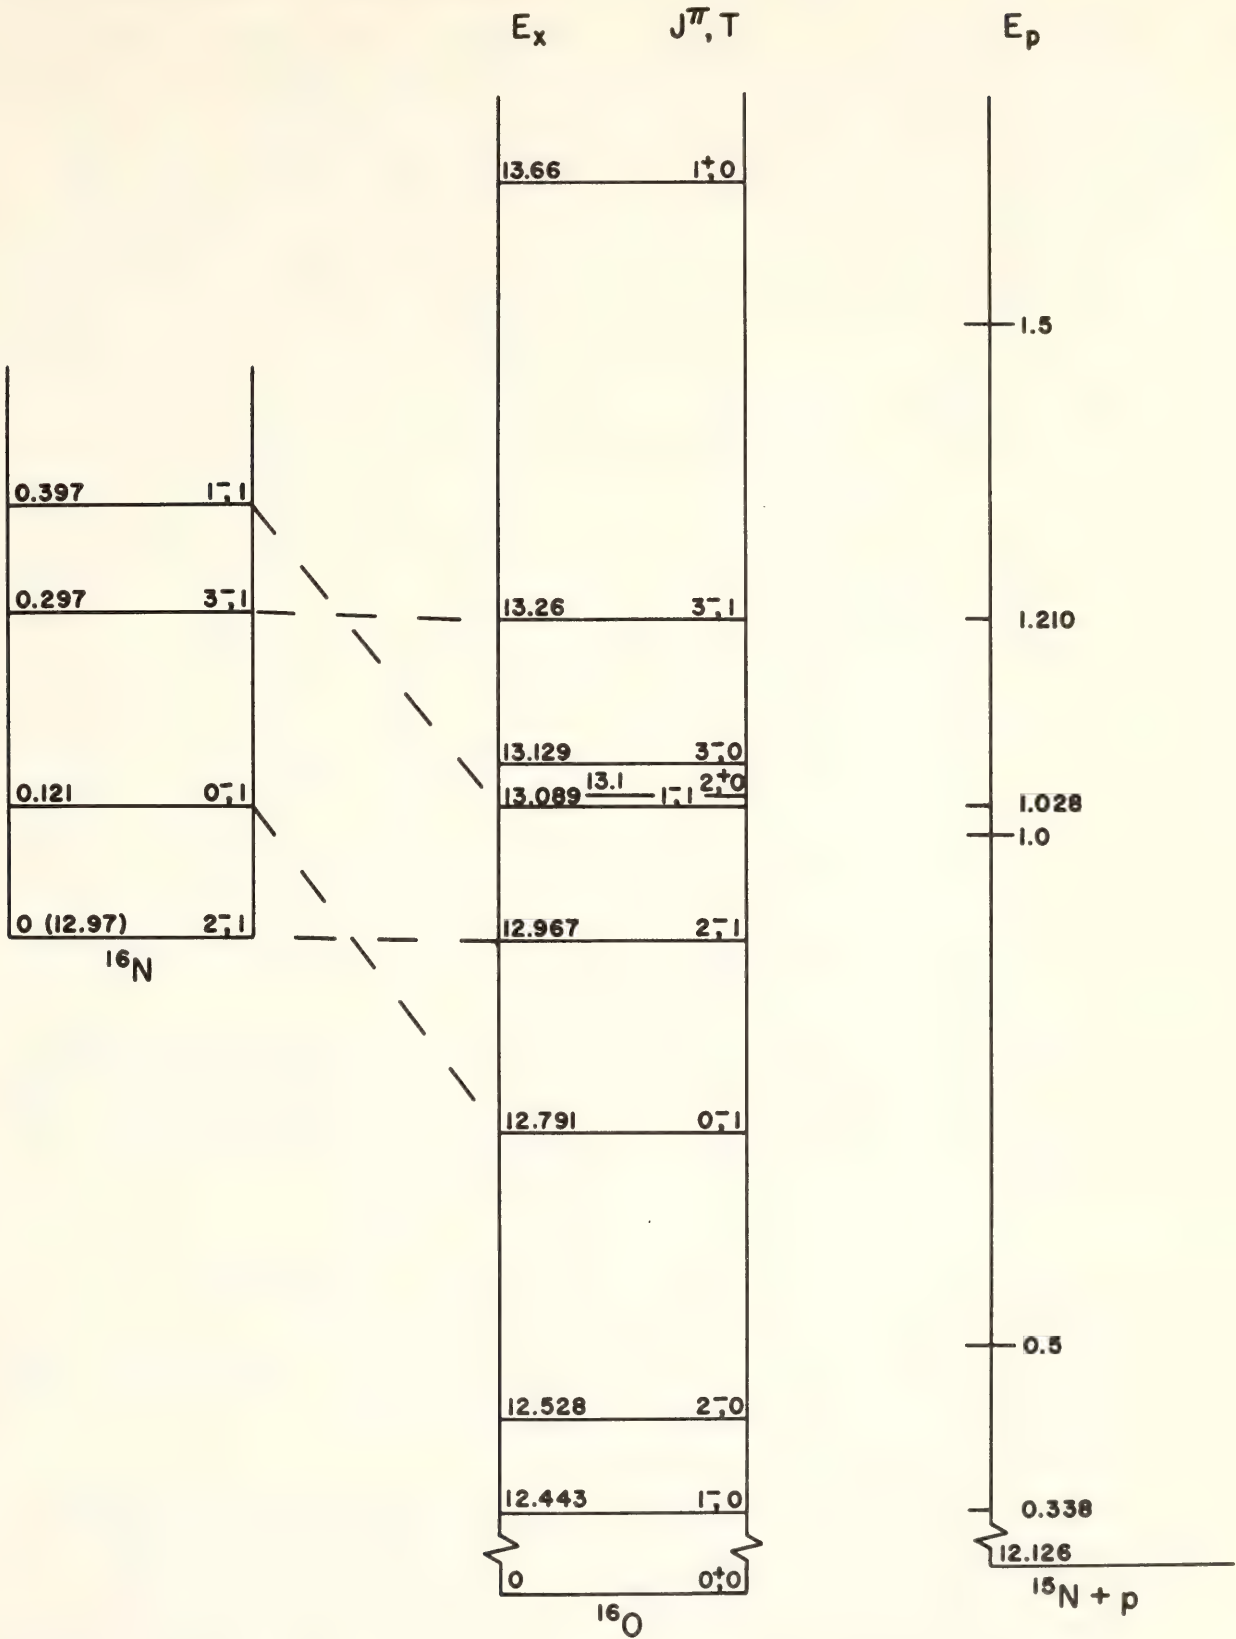 Eₓ Jᵖⁱ, T Eₚ
13.66 1⁺, 0
1.5
0.397 1⁻, 1
0.297 3⁻, 1
13.26 3⁻, 1
1.210
13.129 3⁻, 0
13.1 2⁺, 0
13.089 1⁻, 1
0.121 0⁻, 1
1.028
1.0
0 (12.97) 2⁻, 1
12.967 2⁻, 1
¹⁶N
12.791 0⁻, 1
0.5
12.528 2⁻, 0
12.443 1⁻, 0
0.338
12.126
0 0⁺, 0
¹⁵N + p
¹⁶O